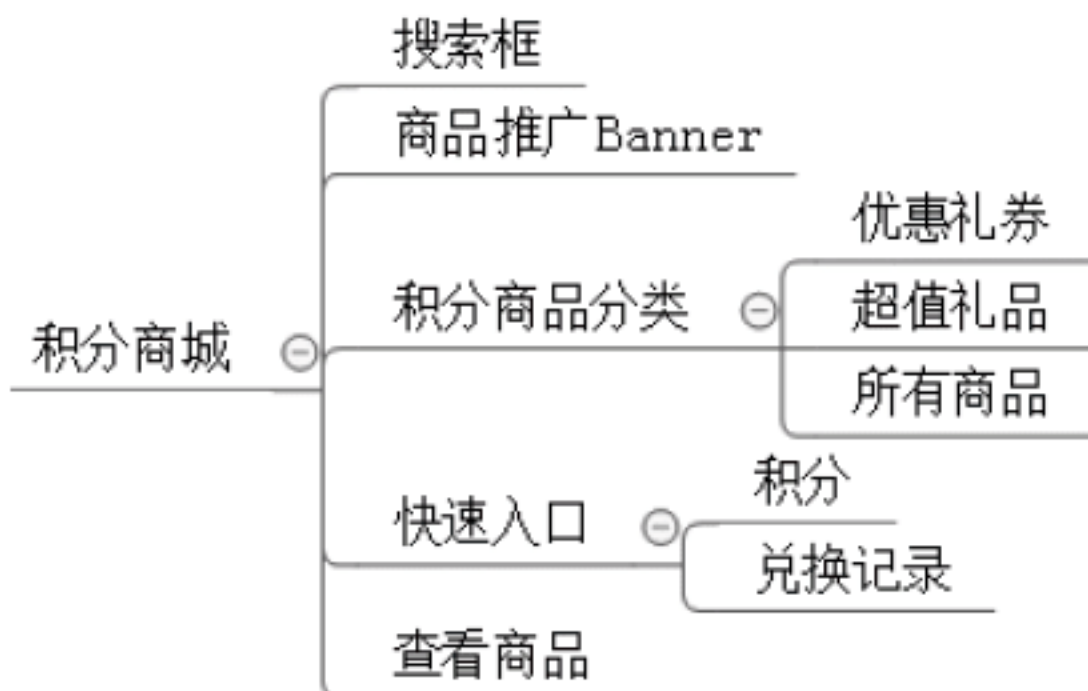 搜索框
商品推广Banner
优惠礼券
积分商品分类
超值礼品
积分商城
所有商品
积分
快速入口
兑换记录
查看商品